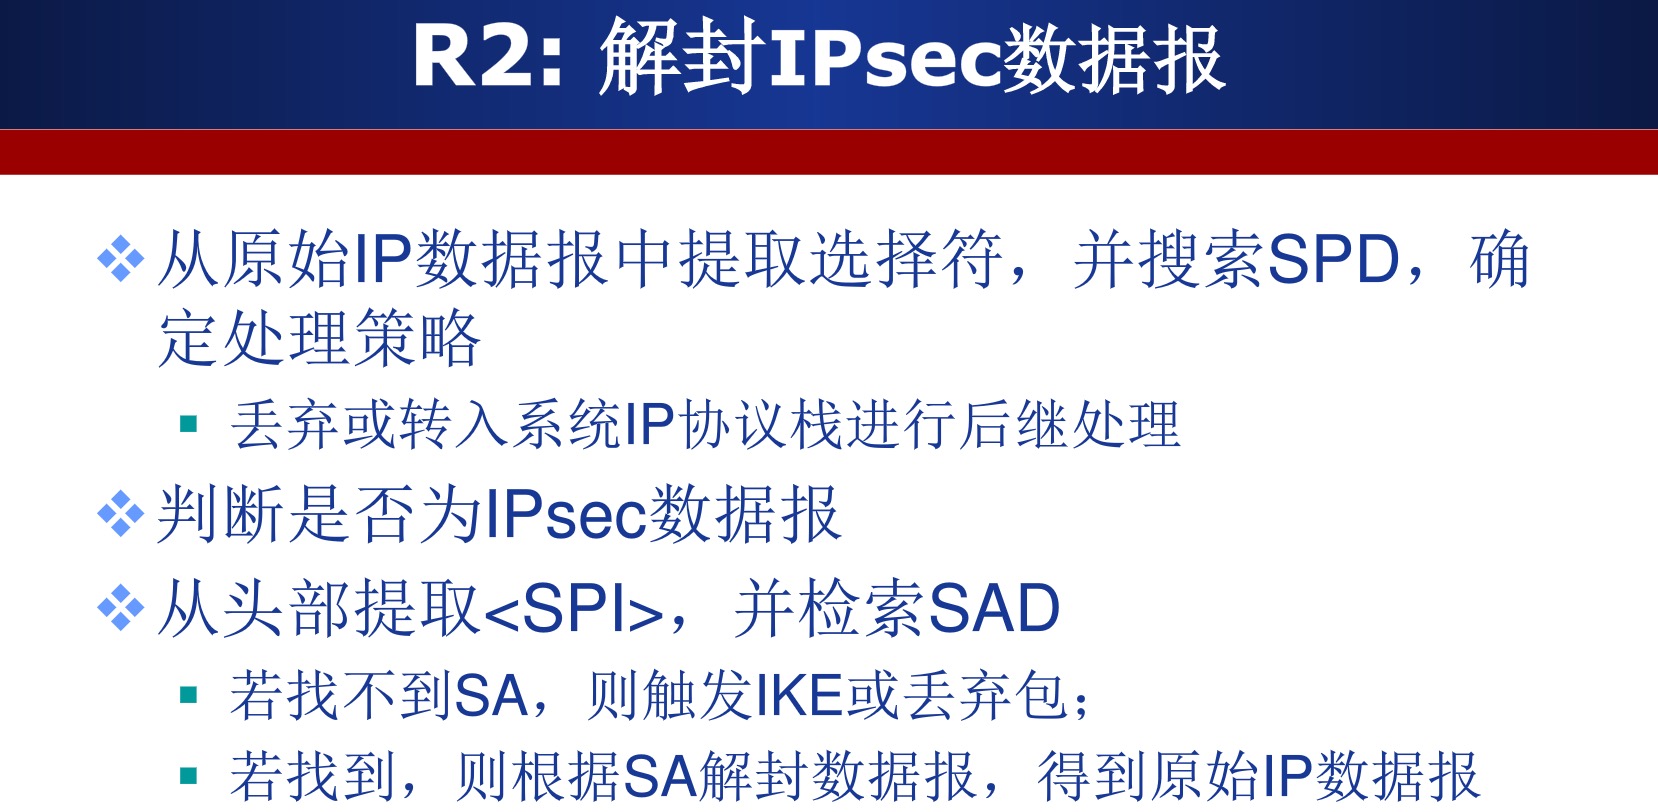 R2: 解封IPsec数据报
从原始IP数据报中提取选择符，并搜索SPD，确
定处理策略
丢弃或转入系统IP协议栈进行后继处理
判断是否为IPsec数据报
从头部提取<SPI>，并检索SAD
若找不到SA，则触发IKE或丢弃包；
若找到，则根据SA解封数据报，得到原始IP数据报